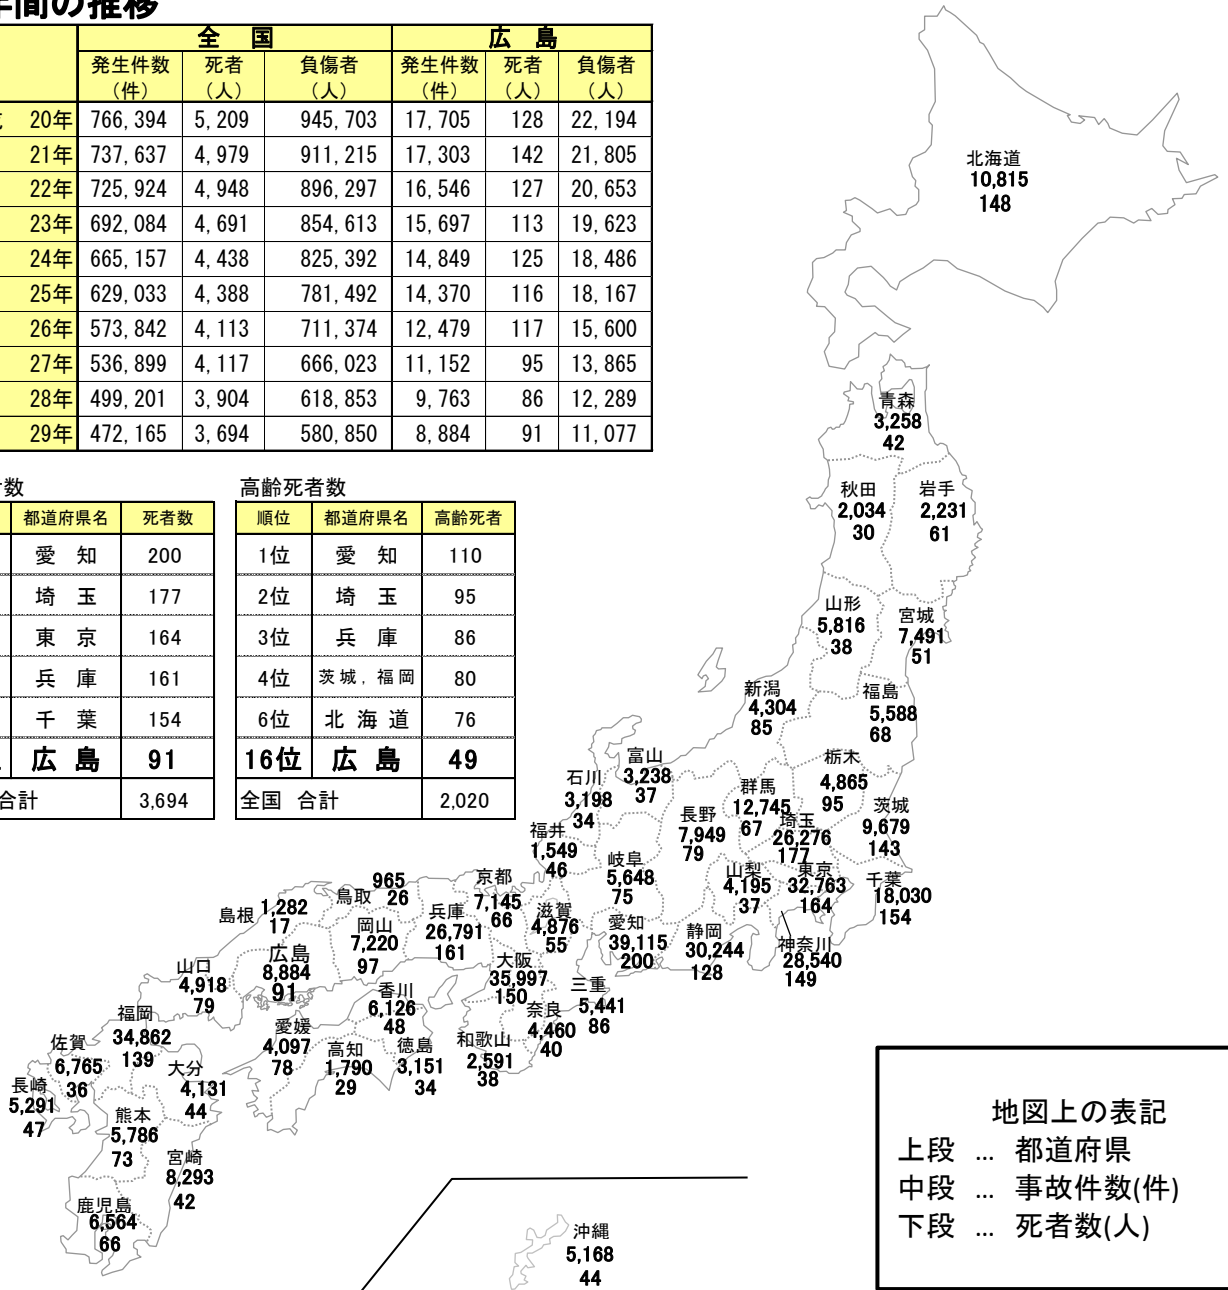 年間の推移
全　国　広　島
発生件数　死者　負傷者　発生件数　死者　負傷者
（件）　（人）　（人）　（件）　（人）　（人）
20年　766,394　5,209　945,703　17,705　128　22,194
21年　737,637　4,979　911,215　17,303　142　21,805
22年　725,924　4,948　896,297　16,546　127　20,653
23年　692,084　4,691　854,613　15,697　113　19,623
24年　665,157　4,438　825,392　14,849　125　18,486
25年　629,033　4,388　781,492　14,370　116　18,167
26年　573,842　4,113　711,374　12,479　117　15,600
27年　536,899　4,117　666,023　11,152　95　13,865
28年　499,201　3,904　618,853　9,763　86　12,289
29年　472,165　3,694　580,850　8,884　91　11,077
数
都道府県名　死者数
愛　知　200
埼　玉　177
東　京　164
兵　庫　161
千　葉　154
広　島　91
合計　3,694
高齢死者数
順位　都道府県名　高齢死者
1位　愛　知　110
2位　埼　玉　95
3位　兵　庫　86
4位　茨城，福岡　80
6位　北 海 道　76
16位　広　島　49
全国 合計　2,020
北海道
10,815
148
青森
3,258
42
秋田
2,034
30
岩手
2,231
61
山形
5,816
38
宮城
7,491
51
新潟
4,304
85
福島
5,588
68
富山
3,238
37
石川
3,198
34
栃木
4,865
95
群馬
12,745
67
茨城
9,679
143
長野
7,949
79
埼玉
26,276
177
福井
1,549
46
岐阜
5,648
75
山梨
4,195
37
東京
32,763
164
千葉
18,030
154
京都
7,145
66
鳥取
965
26
島根
1,282
17
兵庫
26,791
161
滋賀
4,876
55
愛知
39,115
200
静岡
30,244
128
神奈川
28,540
149
岡山
7,220
97
広島
8,884
91
山口
4,918
79
大阪
35,997
150
三重
5,441
86
奈良
4,460
40
和歌山
2,591
38
香川
6,126
48
愛媛
4,097
78
高知
1,790
29
徳島
3,151
34
福岡
34,862
139
佐賀
6,765
36
大分
4,131
44
長崎
5,291
47
熊本
5,786
73
宮崎
8,293
42
鹿児島
6,564
66
沖縄
5,168
44
地図上の表記
上段 … 都道府県
中段 … 事故件数(件)
下段 … 死者数(人)